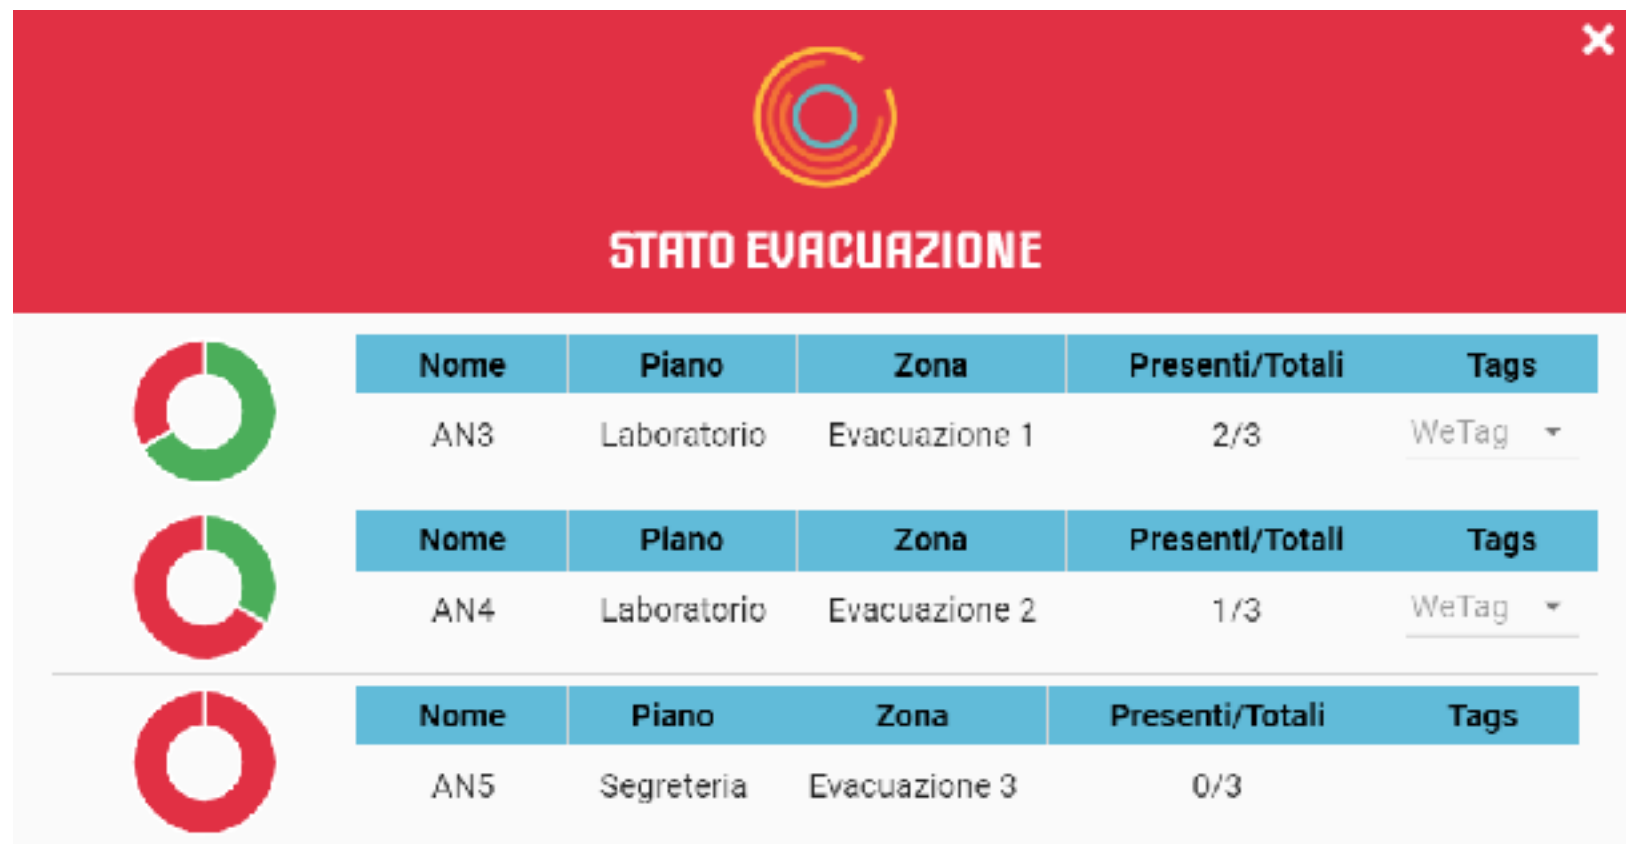 STATO EVACUAZIONE
Nome Piano Zona Presenti/Totali Tags
AN3 Laboratorio Evacuazione 1 2/3 WeTag
Nome Piano Zona Presenti/Totali Tags
AN4 Laboratorio Evacuazione 2 1/3 WeTag
Nome Piano Zona Presenti/Totali Tags
AN5 Segreteria Evacuazione 3 0/3